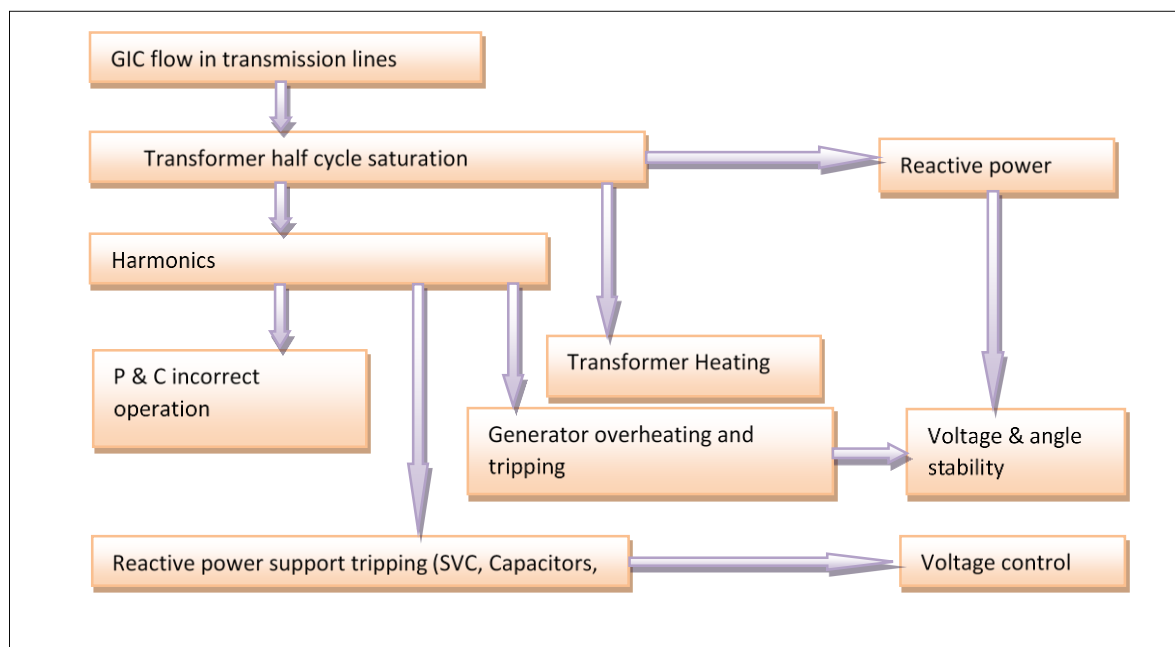 GIC flow in transmission lines
Transformer half cycle saturation
Reactive power
Harmonics
Transformer Heating
P & C incorrect
operation
Generator overheating and
tripping
Voltage & angle
stability
Reactive power support tripping (SVC, Capacitors,
Voltage control